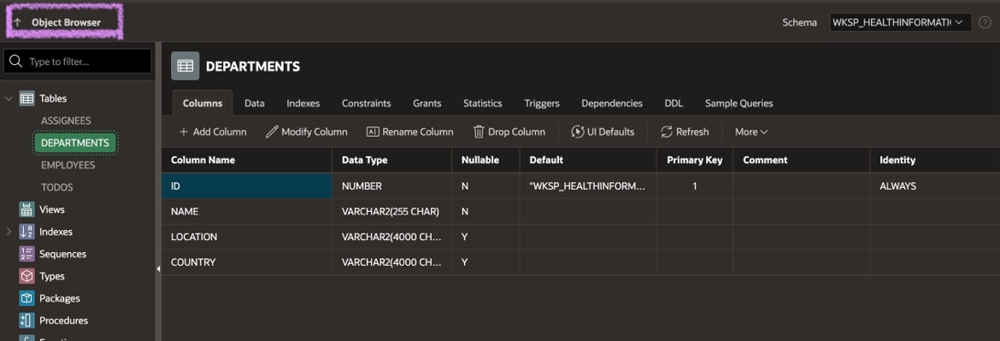 Object Browser
Schema WKSP_HEALTHINFORMATI
Type to filter...
Tables
ASSIGNEES
DEPARTMENTS
EMPLOYEES
TODOS
Views
Indexes
Sequences
Types
Packages
Procedures
DEPARTMENTS
Columns Data Indexes Constraints Grants Statistics Triggers Dependencies DDL Sample Queries
Add Column Modify Column Rename Column Drop Column UI Defaults Refresh More
Column Name Data Type Nullable Default Primary Key Comment Identity
ID NUMBER N "WKSP_HEALTHINFORM... 1 ALWAYS
NAME VARCHAR2(255 CHAR) N
LOCATION VARCHAR2(4000 CH... Y
COUNTRY VARCHAR2(4000 CH... Y